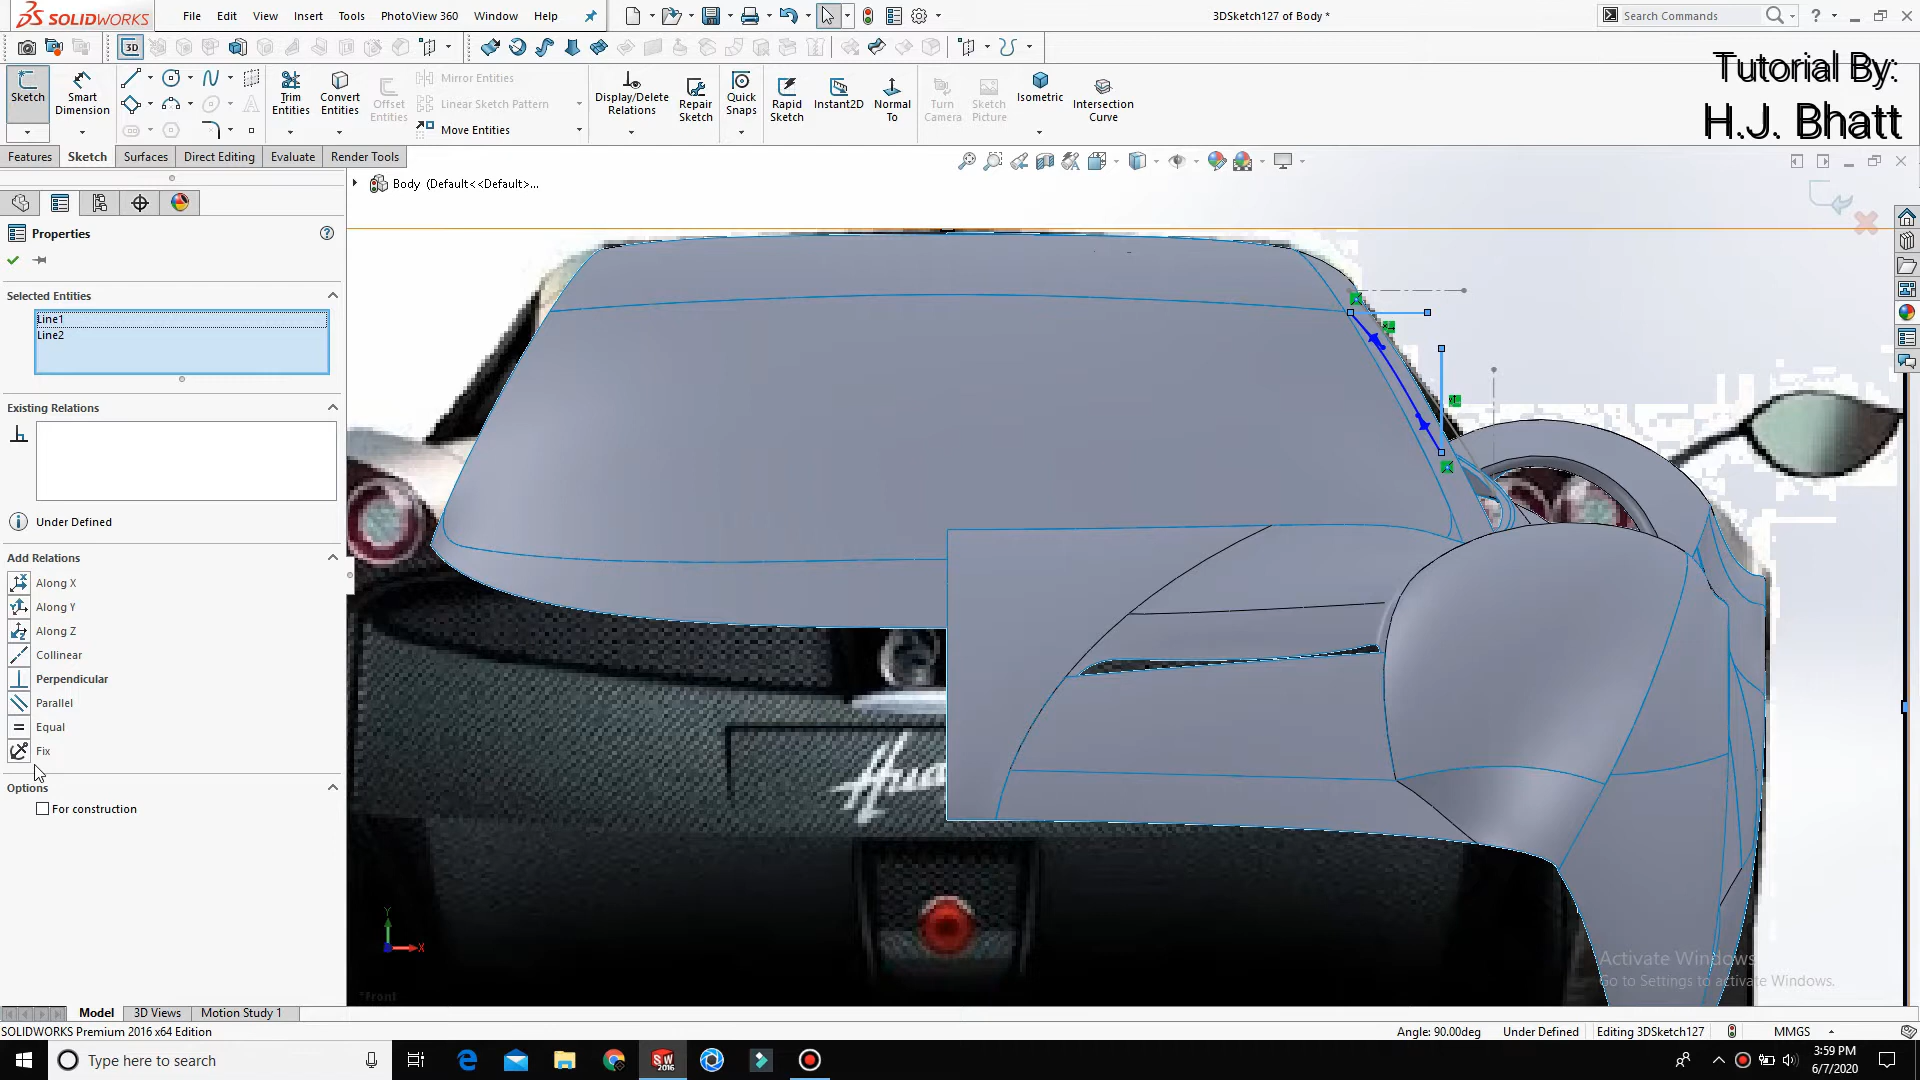 SOLIDWORKS
File
Edit
View
Insert
Tools
PhotoView 360
Window
Help
3DSketch127 of Body *
Search Commands
Tutorial By:
H.J. Bhatt
3D
Sketch
Smart
Dimension
Trim
Entities
Convert
Entities
Offset
Entities
Mirror Entities
Linear Sketch Pattern
Move Entities
Display/Delete
Relations
Repair
Sketch
Quick
Snaps
Rapid
Sketch
Instant2D
Normal
To
Turn
Camera
Sketch
Picture
Isometric
Intersection
Curve
Features
Sketch
Surfaces
Direct Editing
Evaluate
Render Tools
Body (Default<<Default>...
Properties
Selected Entities
Line1
Line2
Existing Relations
Under Defined
Add Relations
Along X
Along Y
Along Z
Collinear
Perpendicular
Parallel
Equal
Fix
Options
For construction
Hua
Y
X
*Front
Activate Windows
Go to Settings to activate Windows.
Model
3D Views
Motion Study 1
SOLIDWORKS Premium 2016 x64 Edition
Angle: 90.00deg
Under Defined
Editing 3DSketch127
MMGS
Type here to search
SW
2016
3:59 PM
6/7/2020